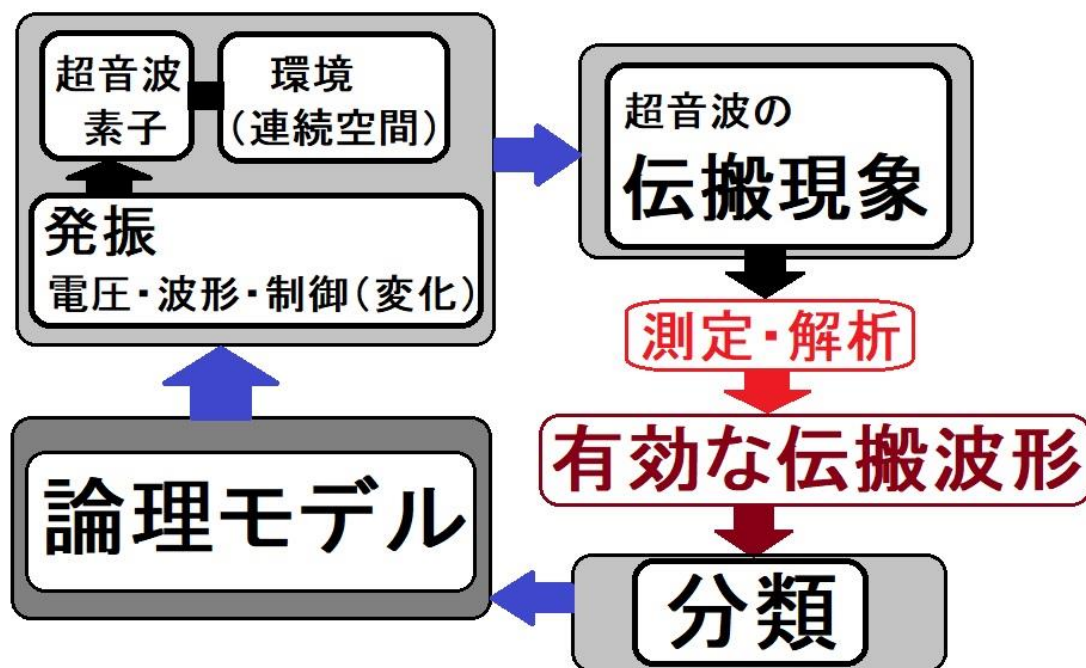 超音波
素子
環境
(連続空間)
発振
電圧・波形・制御(変化)
超音波の
伝搬現象
測定・解析
有効な伝搬波形
分類
論理モデル